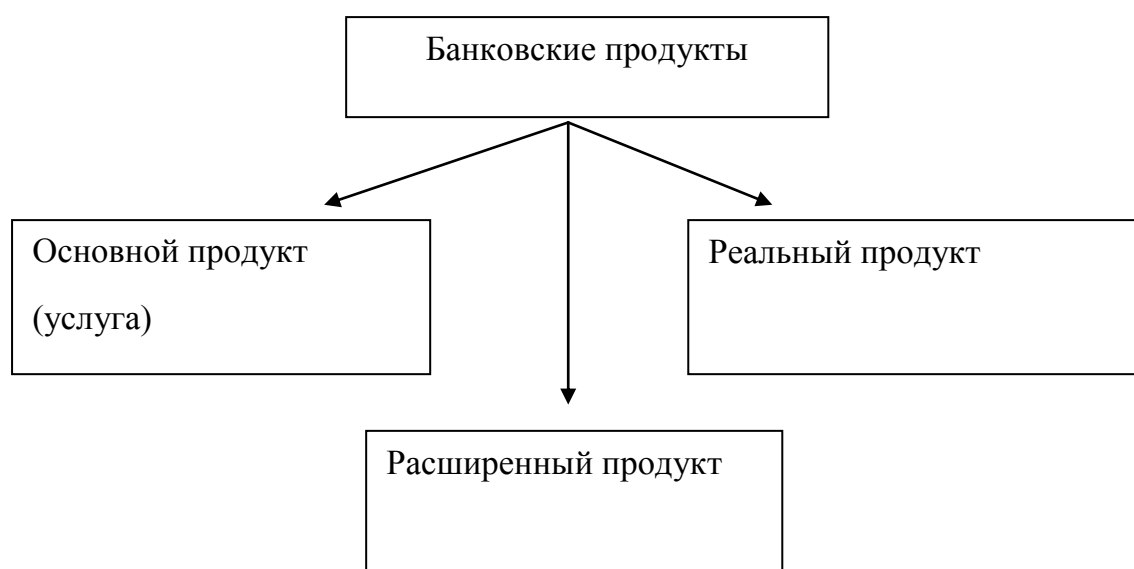 Банковские продукты
Основной продукт
(услуга)
Реальный продукт
Расширенный продукт